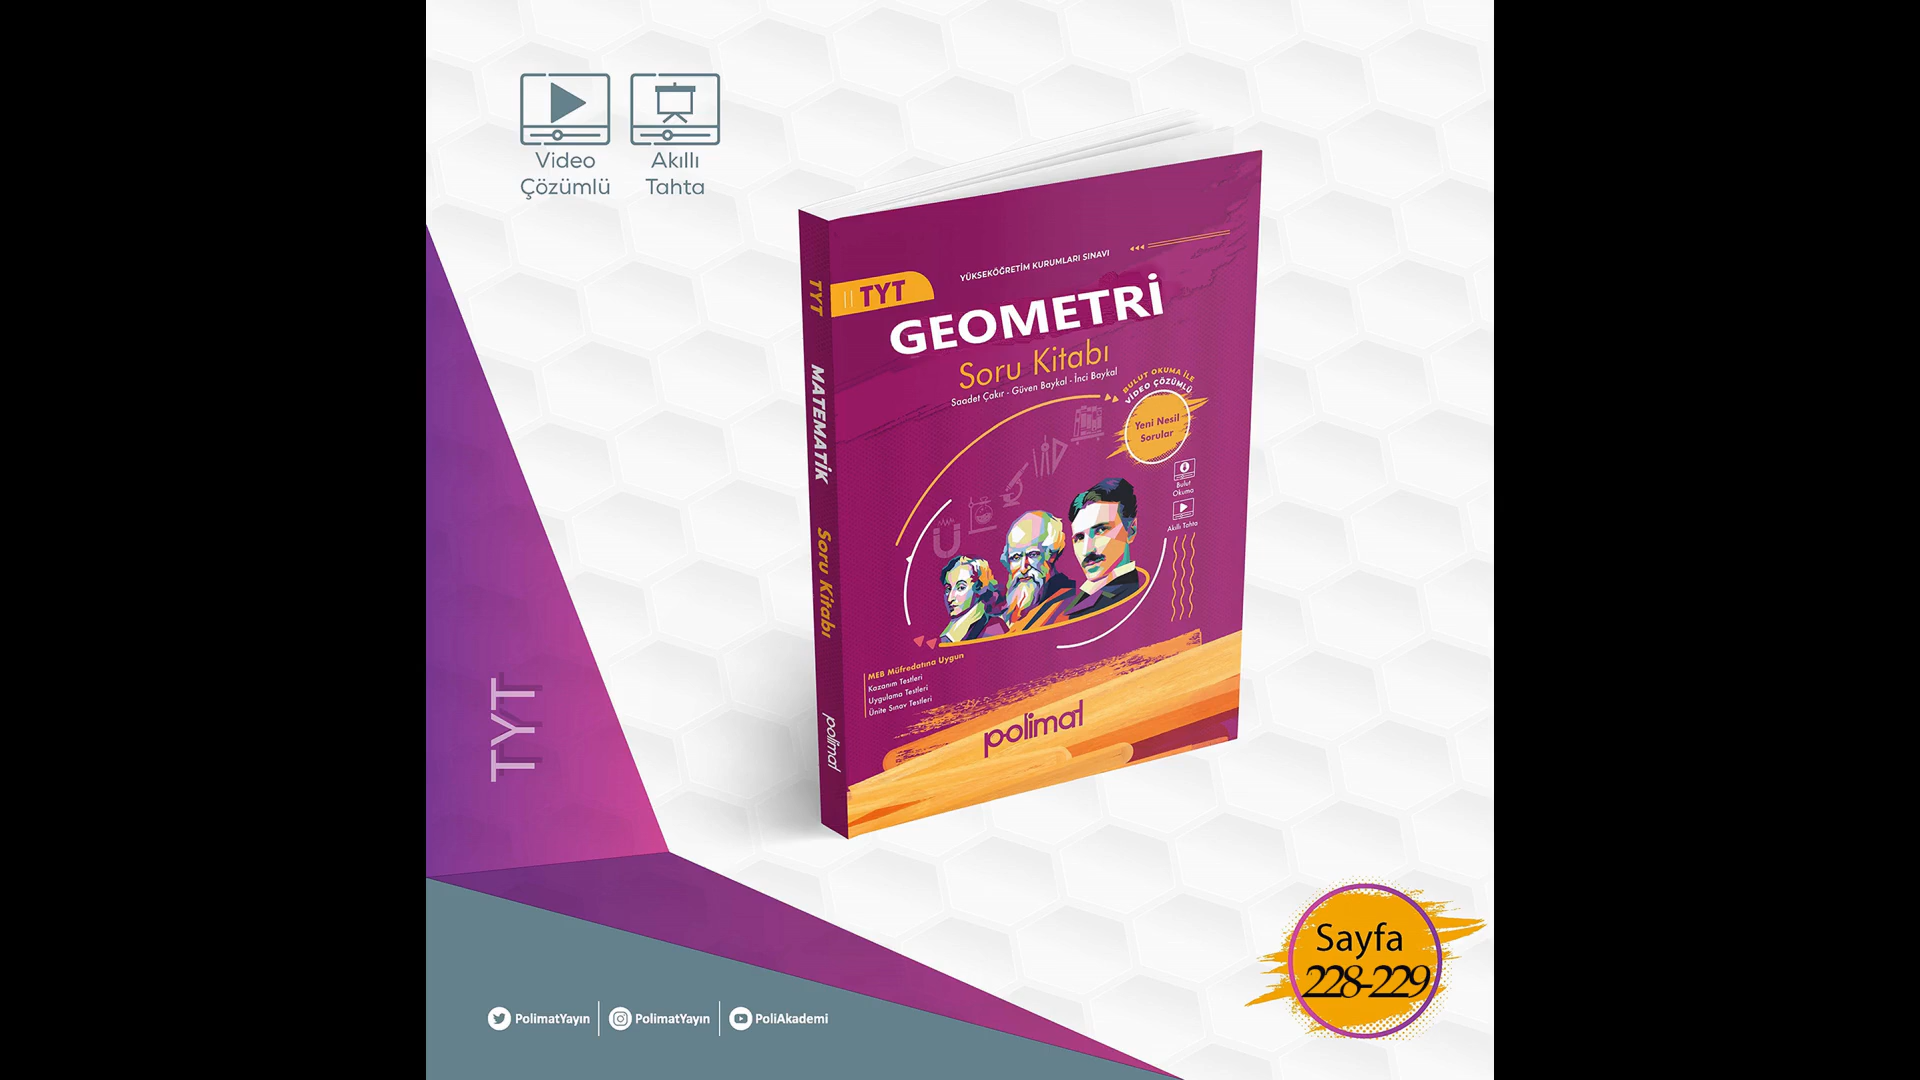 Video
Çözümlü
Akıllı
Tahta
YÜKSEKÖĞRETİM KURUMLARI SINAVI
TYT
GEOMETRİ
Soru Kitabı
Saadet Çakır - Güven Baykal - İnci Baykal
BULUT OKUMA İLE
VİDEO ÇÖZÜMLÜ
Yeni Nesil
Sorular
Bulut
Okuma
Akıllı Tahta
MEB Müfredatına Uygun
Kazanım Testleri
Uygulama Testleri
Ünite Sınav Testleri
polimat
TYT
MATEMATİK
Soru Kitabı
polimat
TYT
Sayfa
228-229
PolimatYayın
PolimatYayın
PoliAkademi